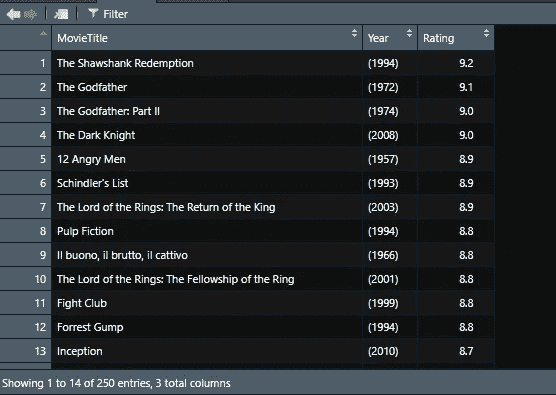 Filter
MovieTitle Year Rating
1 The Shawshank Redemption (1994) 9.2
2 The Godfather (1972) 9.1
3 The Godfather: Part II (1974) 9.0
4 The Dark Knight (2008) 9.0
5 12 Angry Men (1957) 8.9
6 Schindler's List (1993) 8.9
7 The Lord of the Rings: The Return of the King (2003) 8.9
8 Pulp Fiction (1994) 8.8
9 Il buono, il brutto, il cattivo (1966) 8.8
10 The Lord of the Rings: The Fellowship of the Ring (2001) 8.8
11 Fight Club (1999) 8.8
12 Forrest Gump (1994) 8.8
13 Inception (2010) 8.7
Showing 1 to 14 of 250 entries, 3 total columns